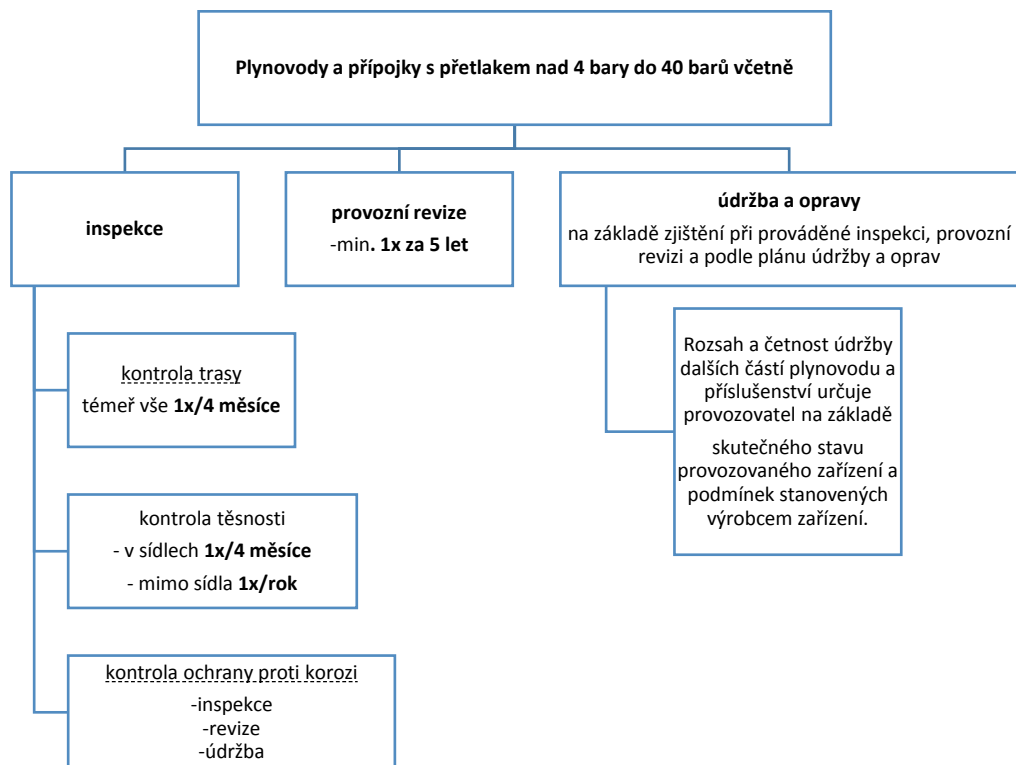 Plynovody a přípojky s přetlakem nad 4 bary do 40 barů včetně
inspekce
provozní revize
-min. 1x za 5 let
údržba a opravy
na základě zjištění při prováděné inspekci, provozní
revizi a podle plánu údržby a oprav
kontrola trasy
témeř vše 1x/4 měsíce
kontrola těsnosti
- v sídlech 1x/4 měsíce
- mimo sídla 1x/rok
kontrola ochrany proti korozi
-inspekce
-revize
-údržba
Rozsah a četnost údržby
dalších částí plynovodu a
příslušenství určuje
provozovatel na základě
skutečného stavu
provozovaného zařízení a
podmínek stanovených
výrobcem zařízení.